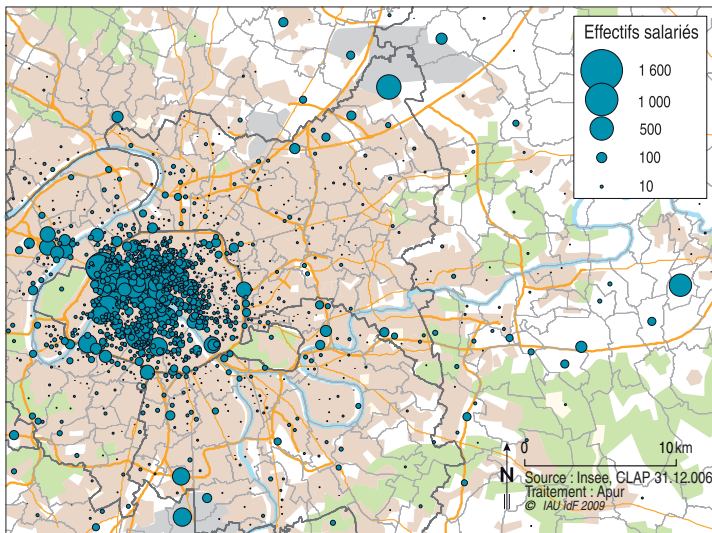 Effectifs salariés
1 600
1 000
500
100
10
0 10 km
N
Source : Insee, CLAP 31.12.006
Traitement : Apur
© IAU îdF 2009